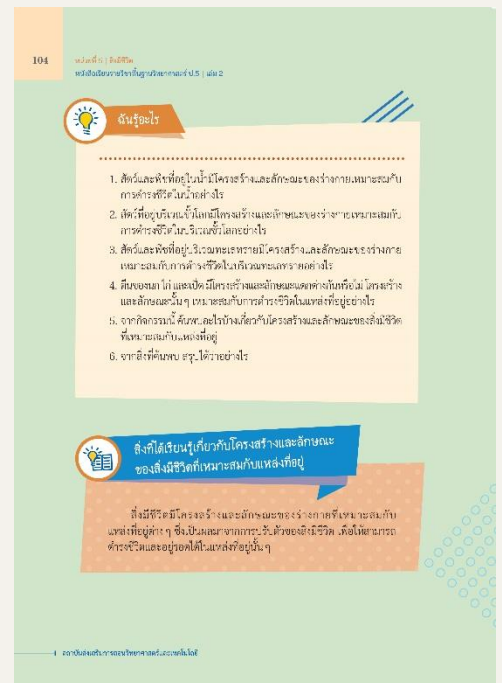 104
หน่วยที่ 5 | สิ่งมีชีวิต
หนังสือเรียนรายวิชาพื้นฐานวิทยาศาสตร์ ป.5 | เล่ม 2
ฉันรู้อะไร
1. สัตว์และพืชที่อยู่ในน้ำมีโครงสร้างและลักษณะของร่างกายเหมาะสมกับ
การดำรงชีวิตในน้ำอย่างไร
2. สัตว์ที่อยู่บริเวณขั้วโลกมีโครงสร้างและลักษณะของร่างกายเหมาะสมกับ
การดำรงชีวิตในบริเวณขั้วโลกอย่างไร
3. สัตว์และพืชที่อยู่บริเวณทะเลทรายมีโครงสร้างและลักษณะของร่างกาย
เหมาะสมกับการดำรงชีวิตในบริเวณทะเลทรายอย่างไร
4. ตีนของนก ไก่ และเป็ด มีโครงสร้างและลักษณะแตกต่างกันหรือไม่ โครงสร้าง
และลักษณะนั้น ๆ เหมาะสมกับการดำรงชีวิตในแหล่งที่อยู่อย่างไร
5. จากกิจกรรมนี้ ค้นพบอะไรบ้างเกี่ยวกับโครงสร้างและลักษณะของสิ่งมีชีวิต
ที่เหมาะสมกับแหล่งที่อยู่
6. จากสิ่งที่ค้นพบ สรุปได้ว่าอย่างไร
สิ่งที่ได้เรียนรู้เกี่ยวกับโครงสร้างและลักษณะ
ของสิ่งมีชีวิตที่เหมาะสมกับแหล่งที่อยู่
สิ่งมีชีวิตมีโครงสร้างและลักษณะของร่างกายที่เหมาะสมกับ
แหล่งที่อยู่ต่าง ๆ ซึ่งเป็นผลมาจากการปรับตัวของสิ่งมีชีวิต เพื่อให้สามารถ
ดำรงชีวิตและอยู่รอดได้ในแหล่งที่อยู่นั้น ๆ
สถาบันส่งเสริมการสอนวิทยาศาสตร์และเทคโนโลยี